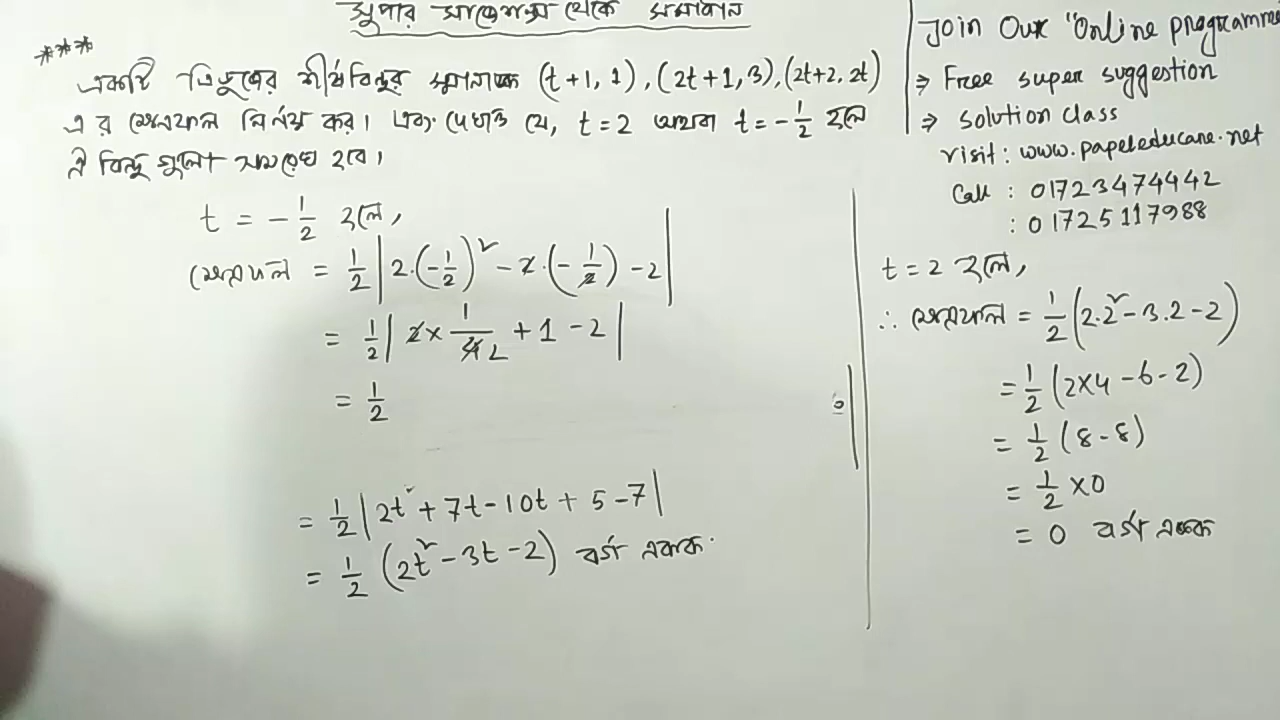 সুপার সাজেশন্স থেকে সমাধান
*** একটি ত্রিভুজের শীর্ষবিন্দুর স্থানাঙ্ক (t+1, 1), (2t+1, 3), (2t+2, 2t)
এর ক্ষেত্রফল নির্ণয় কর। এবং দেখাও যে, t = 2 অথবা t = -1/2 হলে
ঐ বিন্দু গুলো সমরেখ হবে।
t = -1/2 হলে,
ক্ষেত্রফল = 1/2 |2.(-1/2)² - 2.(-1/2) - 2|
= 1/2 |2 × 1/4 2 + 1 - 2|
= 1/2
= 1/2 |2t² + 7t - 10t + 5 - 7|
= 1/2 (2t² - 3t - 2) বর্গ একক.
Join Our "Online programme
⇒ Free super suggestion
⇒ Solution class
visit: www.papeleducane.net
Call : 01723474442
: 01725117988
t = 2 হলে,
∴ ক্ষেত্রফল = 1/2 (2.2² - 3.2 - 2)
= 1/2 (2×4 - 6 - 2)
= 1/2 (8-8)
= 1/2 × 0
= 0 বর্গ একক